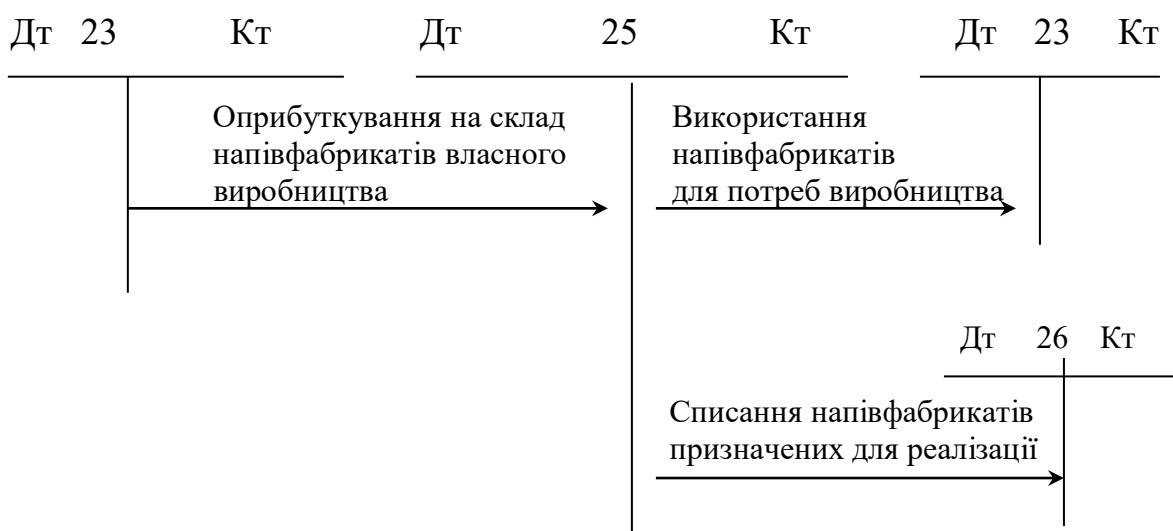 Дт 23 Кт Дт 25 Кт Дт 23 Кт
Оприбуткування на склад
напівфабрикатів власного
виробництва
Використання
напівфабрикатів
для потреб виробництва
Дт 26 Кт
Списання напівфабрикатів
призначених для реалізації